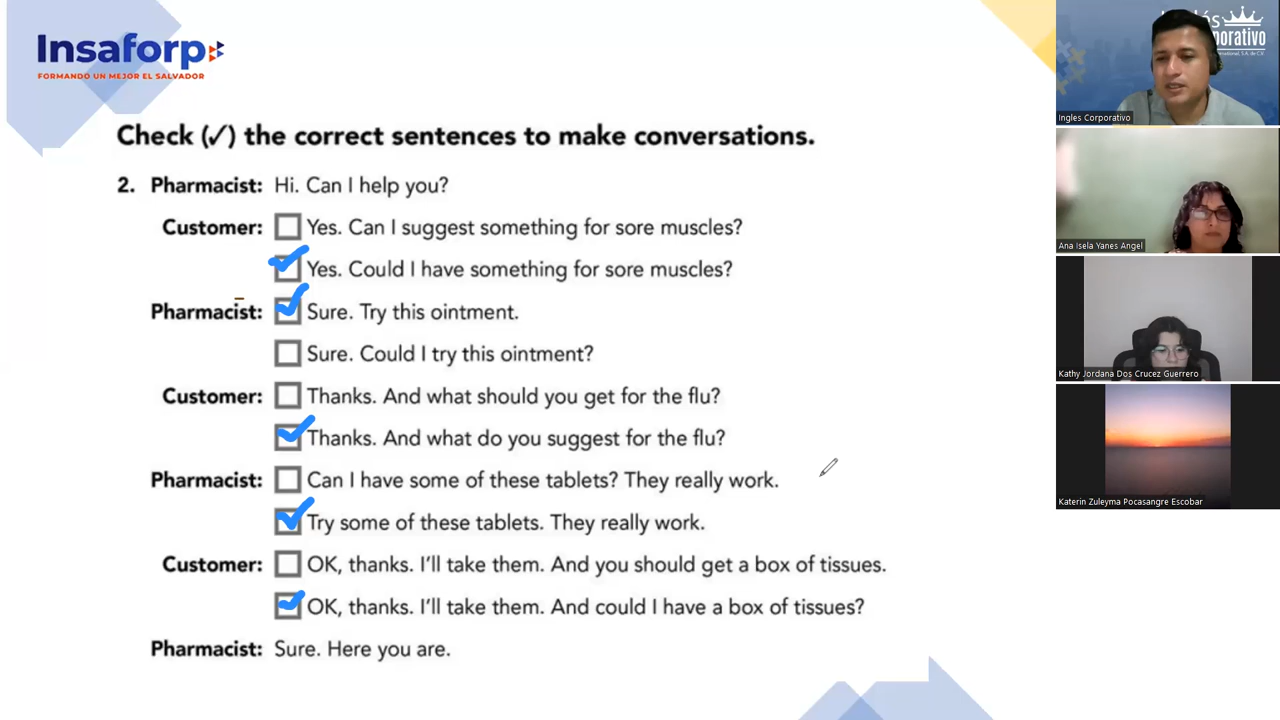 Insaforp
FORMANDO UN MEJOR EL SALVADOR
Check (✓) the correct sentences to make conversations.
2. Pharmacist: Hi. Can I help you?
Customer: Yes. Can I suggest something for sore muscles?
Yes. Could I have something for sore muscles?
Pharmacist: Sure. Try this ointment.
Sure. Could I try this ointment?
Customer: Thanks. And what should you get for the flu?
Thanks. And what do you suggest for the flu?
Pharmacist: Can I have some of these tablets? They really work.
Try some of these tablets. They really work.
Customer: OK, thanks. I'll take them. And you should get a box of tissues.
OK, thanks. I'll take them. And could I have a box of tissues?
Pharmacist: Sure. Here you are.
Ingles Corporativo
Ana Isela Yanes Angel
Kathy Jordana Dos Crucez Guerrero
Katerin Zuleyma Pocasangre Escobar